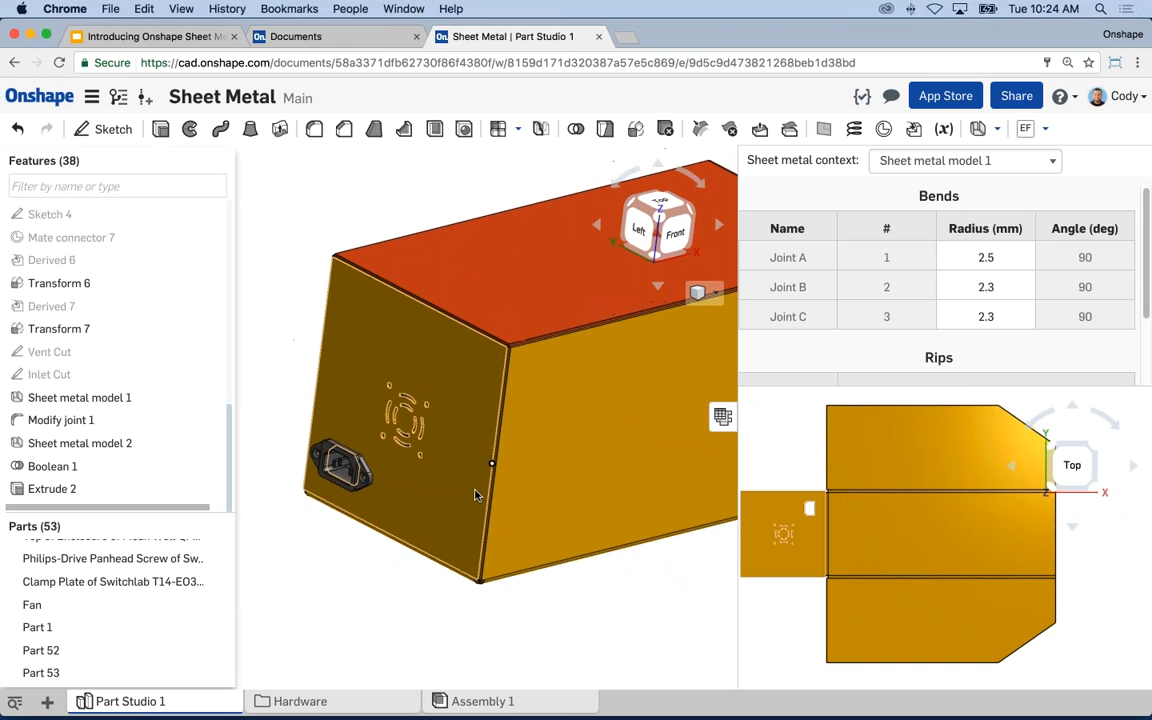 Chrome File Edit View History Bookmarks People Window Help Tue 10:24 AM
Introducing Onshape Sheet Me × Documents × Sheet Metal | Part Studio 1 × Onshape
Secure https://cad.onshape.com/documents/58a3371dfb62730f86f4380f/w/8159d171d320387a57e5c869/e/9d5c9d473821268beb1d38bd
Onshape Sheet Metal Main App Store Share Cody
Sketch (x) EF
Features (38)
Filter by name or type
Sketch 4
Mate connector 7
Derived 6
Transform 6
Derived 7
Transform 7
Vent Cut
Inlet Cut
Sheet metal model 1
Modify joint 1
Sheet metal model 2
Boolean 1
Extrude 2
Parts (53)
Philips-Drive Panhead Screw of Sw..
Clamp Plate of Switchlab T14-EO3...
Fan
Part 1
Part 52
Part 53
Top
Left Front
Z
Y X
Sheet metal context: Sheet metal model 1
Bends
Name # Radius (mm) Angle (deg)
Joint A 1 2.5 90
Joint B 2 2.3 90
Joint C 3 2.3 90
Rips
Y
Top
Z X
Part Studio 1 Hardware Assembly 1